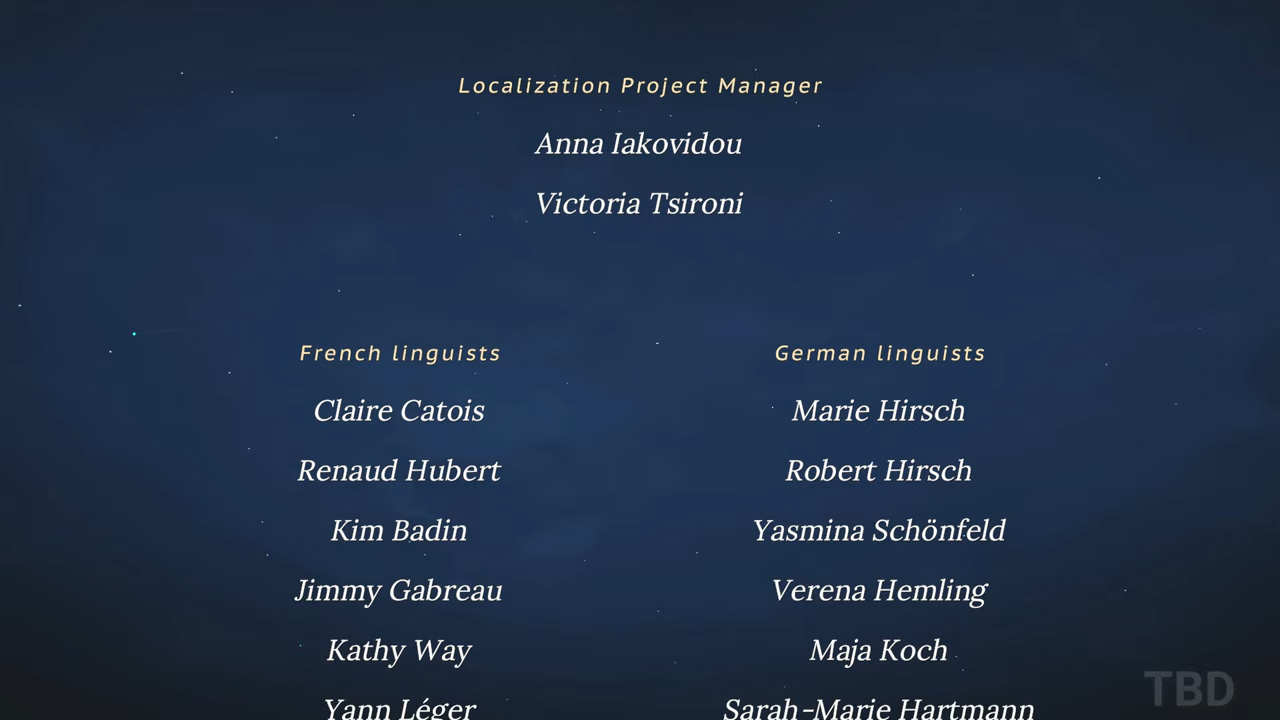 Localization Project Manager
Anna Iakovidou
Victoria Tsironi
French linguists
Claire Catois
Renaud Hubert
Kim Badin
Jimmy Gabreau
Kathy Way
Yann Léger
German linguists
Marie Hirsch
Robert Hirsch
Yasmina Schönfeld
Verena Hemling
Maja Koch
Sarah-Marie Hartmann
TBD